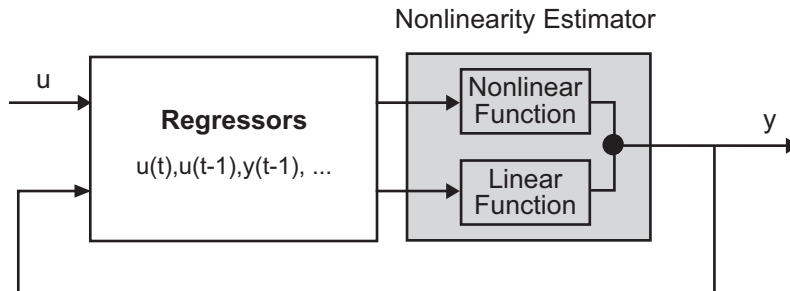 Nonlinearity Estimator
u
Regressors
u(t),u(t-1),y(t-1), ...
Nonlinear
Function
Linear
Function
y